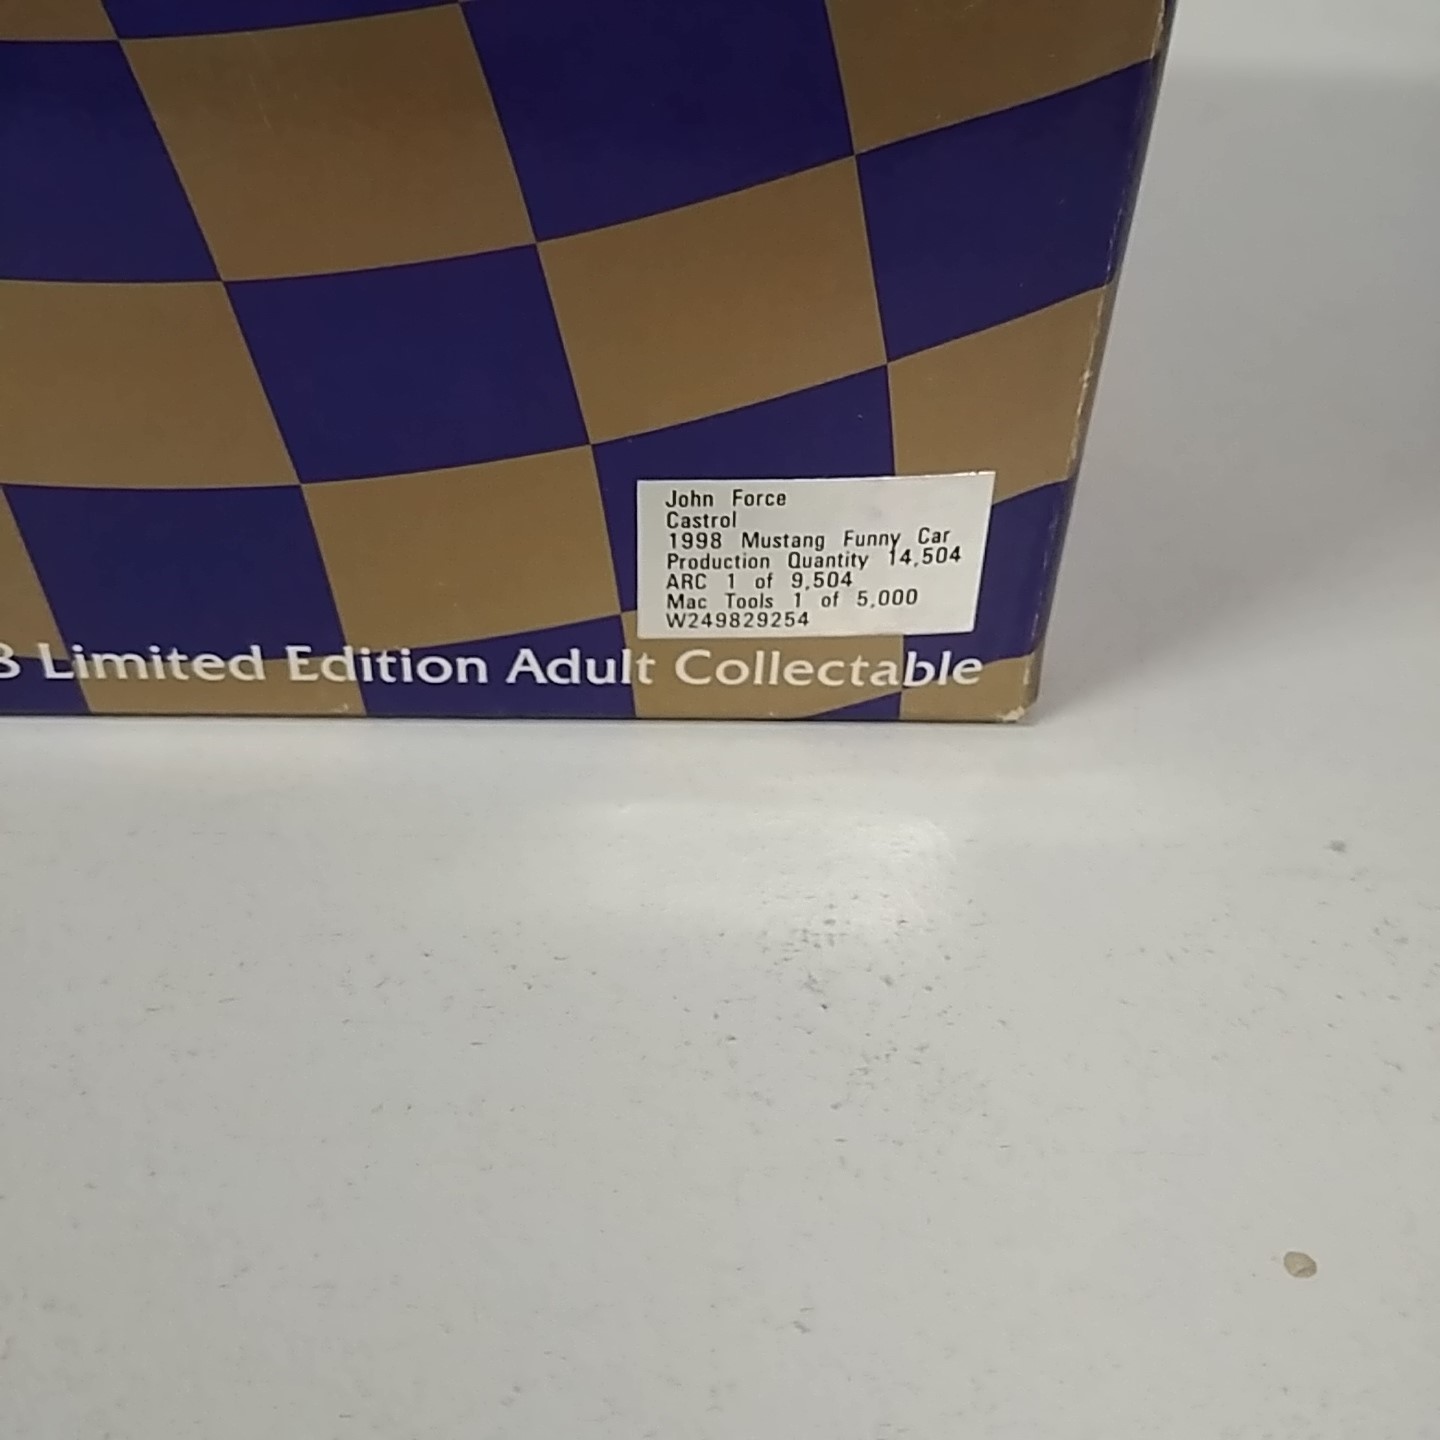 John Force
Castrol
1998 Mustang Funny Car
Production Quantity 14,504
ARC 1 of 9,504
Mac Tools 1 of 5,000
W249829254
8 Limited Edition Adult Collectable